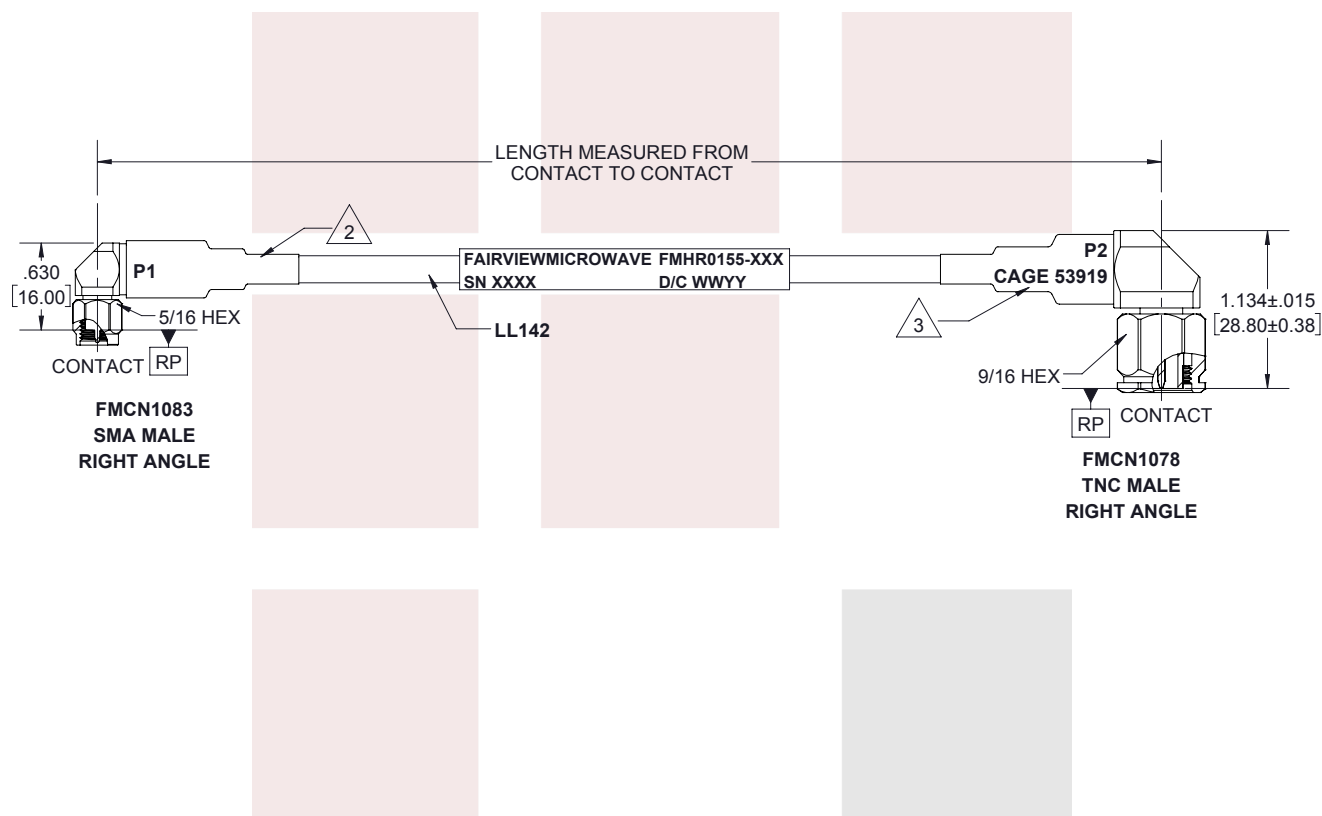 LENGTH MEASURED FROM
CONTACT TO CONTACT
2
.630
[16.00]
P1
FAIRVIEWMICROWAVE FMHR0155-XXX
SN XXXX D/C WWYY
P2
CAGE 53919
1.134±.015
[28.80±0.38]
5/16 HEX
LL142
3
CONTACT
RP
9/16 HEX
RP
CONTACT
FMCN1083
SMA MALE
RIGHT ANGLE
FMCN1078
TNC MALE
RIGHT ANGLE